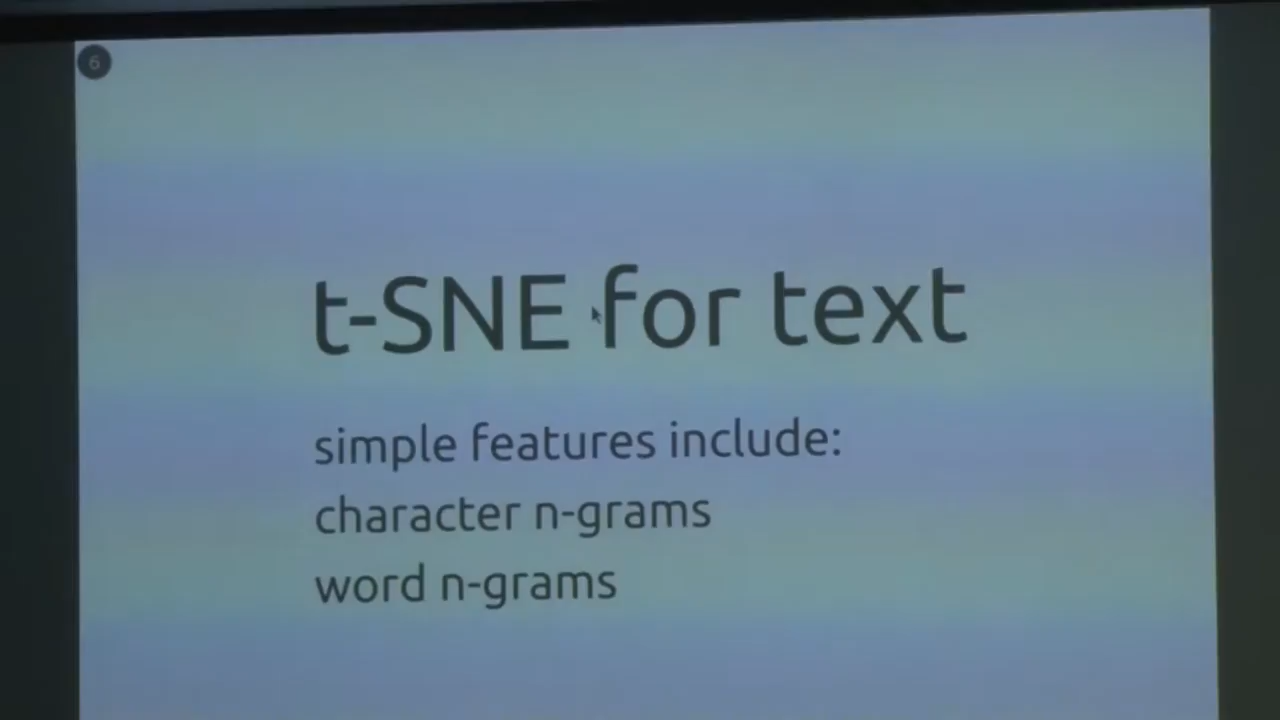 6
t-SNE for text
simple features include:
character n-grams
word n-grams